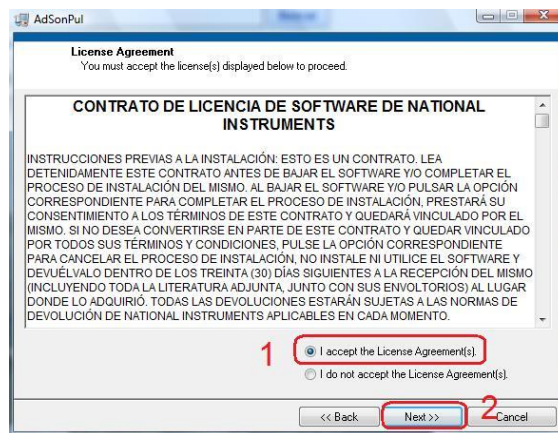 AdSonPul
License Agreement
You must accept the license(s) displayed below to proceed.
CONTRATO DE LICENCIA DE SOFTWARE DE NATIONAL
INSTRUMENTS
INSTRUCCIONES PREVIAS A LA INSTALACIÓN: ESTO ES UN CONTRATO. LEA
DETENIDAMENTE ESTE CONTRATO ANTES DE BAJAR EL SOFTWARE Y/O COMPLETAR EL
PROCESO DE INSTALACIÓN DEL MISMO. AL BAJAR EL SOFTWARE Y/O PULSAR LA OPCIÓN
CORRESPONDIENTE PARA COMPLETAR EL PROCESO DE INSTALACIÓN, PRESTARÁ SU
CONSENTIMIENTO A LOS TÉRMINOS DE ESTE CONTRATO Y QUEDARÁ VINCULADO POR EL
MISMO. SI NO DESEA CONVERTIRSE EN PARTE DE ESTE CONTRATO Y QUEDAR VINCULADO
POR TODOS SUS TÉRMINOS Y CONDICIONES, PULSE LA OPCIÓN CORRESPONDIENTE
PARA CANCELAR EL PROCESO DE INSTALACIÓN, NO INSTALE NI UTILICE EL SOFTWARE Y
DEVUÉLVALO DENTRO DE LOS TREINTA (30) DÍAS SIGUIENTES A LA RECEPCIÓN DEL MISMO
(INCLUYENDO TODA LA LITERATURA ADJUNTA, JUNTO CON SUS ENVOLTORIOS) AL LUGAR
DONDE LO ADQUIRIÓ. TODAS LAS DEVOLUCIONES ESTARÁN SUJETAS A LAS NORMAS DE
DEVOLUCIÓN DE NATIONAL INSTRUMENTS APLICABLES EN CADA MOMENTO.
1 I accept the License Agreement(s).
I do not accept the License Agreement(s).
<< Back Next >> 2 Cancel